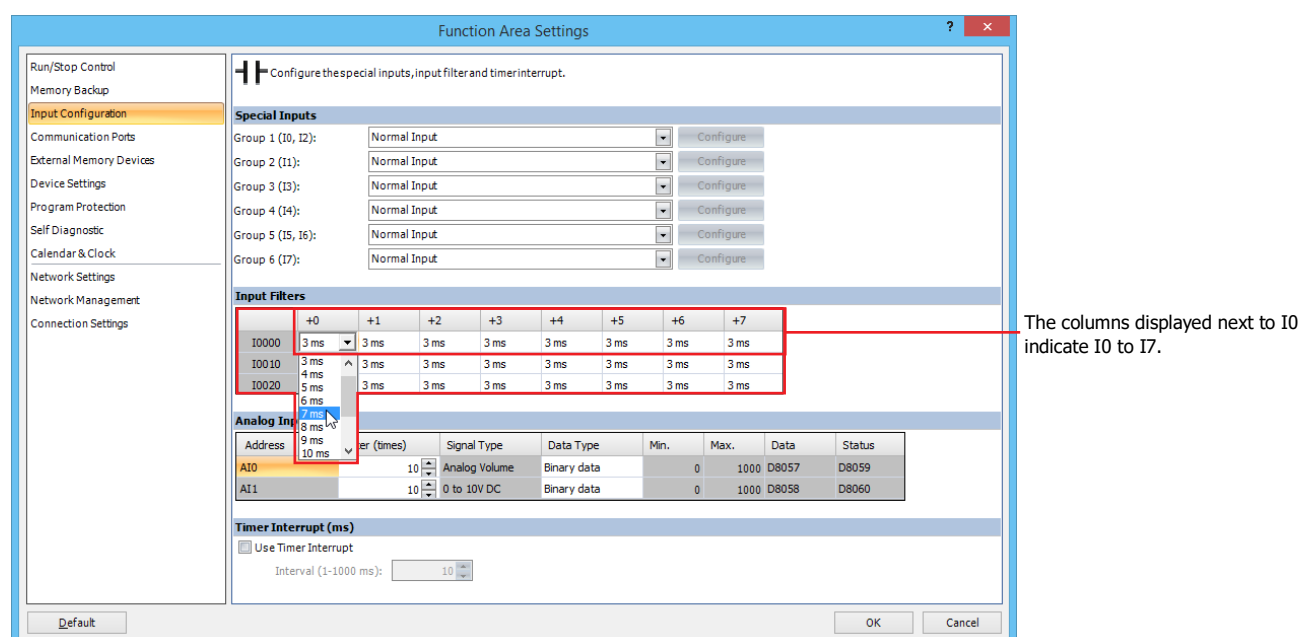 Function Area Settings
?
×
Run/Stop Control
Memory Backup
Input Configuration
Communication Ports
External Memory Devices
Device Settings
Program Protection
Self Diagnostic
Calendar & Clock
Network Settings
Network Management
Connection Settings
Configure the special inputs, input filter and timer interrupt.
Special Inputs
Group 1 (I0, I2): Normal Input Configure
Group 2 (I1): Normal Input Configure
Group 3 (I3): Normal Input Configure
Group 4 (I4): Normal Input Configure
Group 5 (I5, I6): Normal Input Configure
Group 6 (I7): Normal Input Configure
Input Filters
+0 +1 +2 +3 +4 +5 +6 +7
I0000 3 ms 3 ms 3 ms 3 ms 3 ms 3 ms 3 ms 3 ms
I0010 3 ms 3 ms 3 ms 3 ms 3 ms 3 ms 3 ms
I0020 3 ms 3 ms 3 ms 3 ms 3 ms 3 ms 3 ms
3 ms
4 ms
5 ms
6 ms
7 ms
8 ms
9 ms
10 ms
Analog Inp
Address er (times) Signal Type Data Type Min. Max. Data Status
AI0 10 Analog Volume Binary data 0 1000 D8057 D8059
AI1 10 0 to 10V DC Binary data 0 1000 D8058 D8060
Timer Interrupt (ms)
Use Timer Interrupt
Interval (1-1000 ms): 10
Default
OK
Cancel
The columns displayed next to I0
indicate I0 to I7.